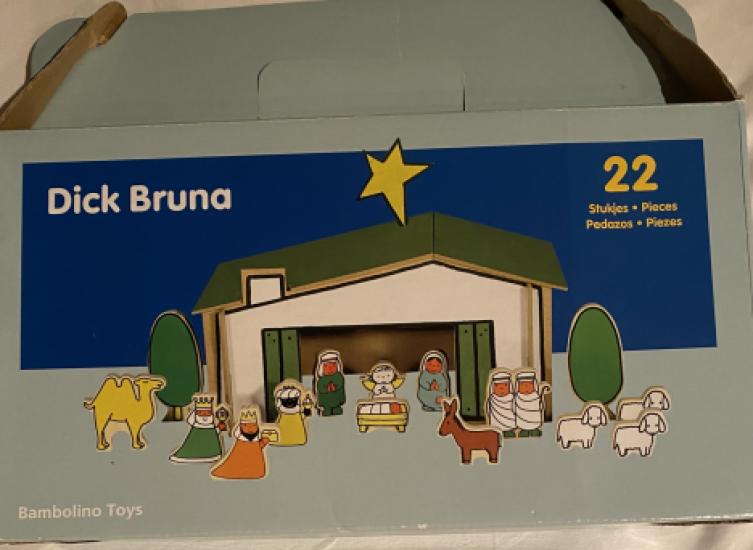 Dick Bruna
22
Stukjes • Pieces
Pedazos • Piezes
Bambolino Toys